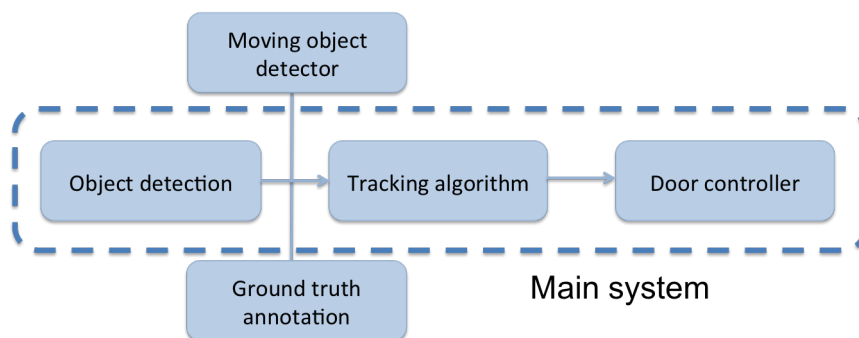 Moving object
detector
Object detection
Tracking algorithm
Door controller
Ground truth
annotation
Main system